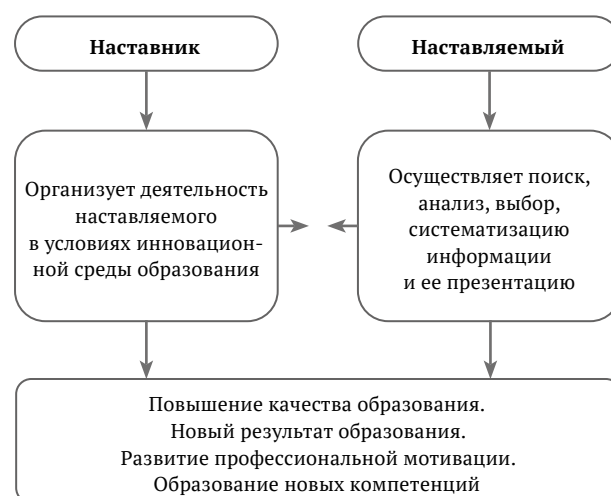 Наставник
Наставляемый
Организует деятельность
наставляемого
в условиях инновацион-
ной среды образования
Осуществляет поиск,
анализ, выбор,
систематизацию
информации
и ее презентацию
Повышение качества образования.
Новый результат образования.
Развитие профессиональной мотивации.
Образование новых компетенций